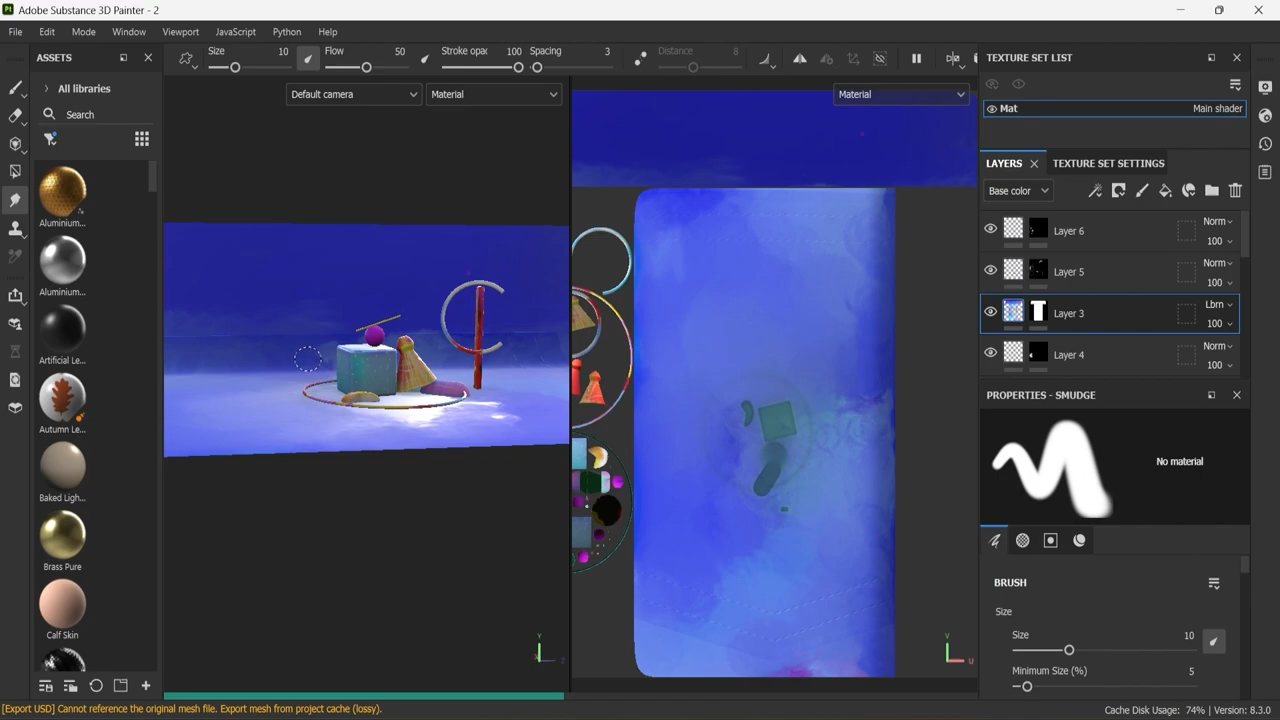 Adobe Substance 3D Painter - 2
File Edit Mode Window Viewport JavaScript Python Help
ASSETS
All libraries
Search
Aluminium...
Aluminium...
Artificial Le...
Autumn Le...
Baked Ligh...
Brass Pure
Calf Skin
Size 10 Flow 50 Stroke opac 100 Spacing 3 Distance 8
Default camera Material
Material
Y
Z
V
U
TEXTURE SET LIST
Mat Main shader
LAYERS TEXTURE SET SETTINGS
Base color
Layer 6 Norm 100
Layer 5 Norm 100
Layer 3 Lbrn 100
Layer 4 Norm 100
PROPERTIES - SMUDGE
No material
BRUSH
Size
Size 10
Minimum Size (%) 5
[Export USD] Cannot reference the original mesh file. Export mesh from project cache (lossy).
Cache Disk Usage: 74% | Version: 8.3.0